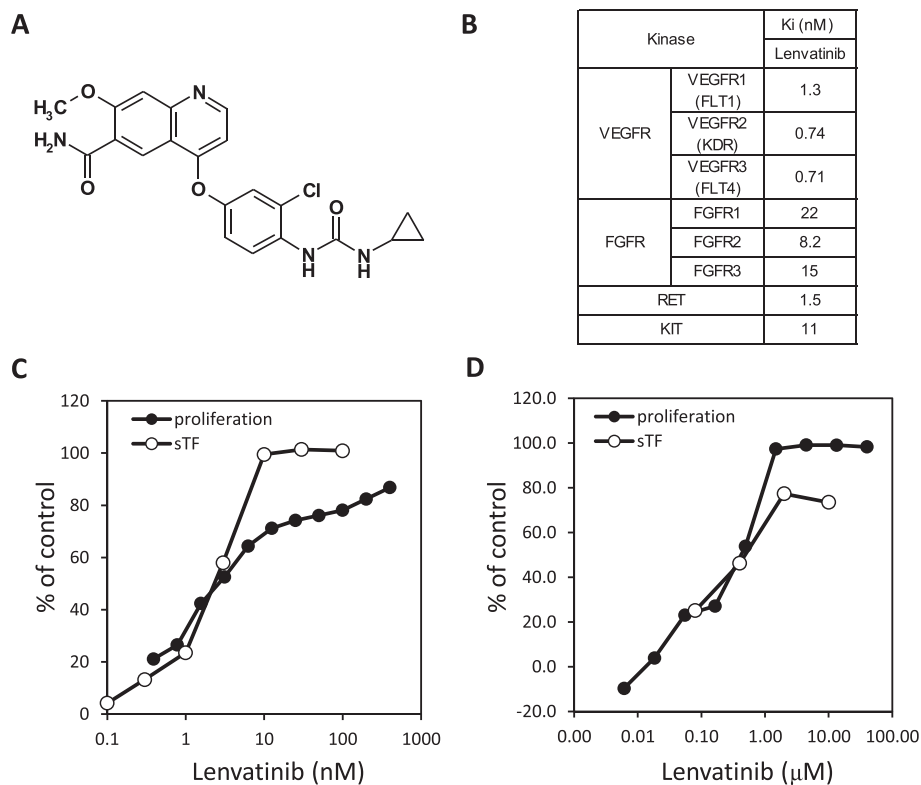 A
H3C
O
N
H2N
O
O
Cl
O
N
H
N
H
B
Kinase
Ki (nM)
Lenvatinib
VEGFR
VEGFR1
(FLT1)
1.3
VEGFR2
(KDR)
0.74
VEGFR3
(FLT4)
0.71
FGFR
FGFR1
22
FGFR2
8.2
FGFR3
15
RET
1.5
KIT
11
C
120
100
80
60
40
20
0
% of control
proliferation
sTF
0.1
1
10
100
1000
Lenvatinib (nM)
D
120.0
100.0
80.0
60.0
40.0
20.0
0.0
-20.0
% of control
proliferation
sTF
0.00
0.01
0.10
1.00
10.00
100.00
Lenvatinib (μM)